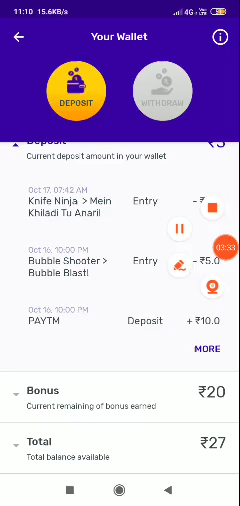 11:10 15.6KB/s 4G
Your Wallet
DEPOSIT
WITHDRAW
Deposit ₹5
Current deposit amount in your wallet
Oct 17, 07:42 AM
Knife Ninja > Mein Entry - ₹
Khiladi Tu Anari!
03:33
Oct 16, 10:00 PM
Bubble Shooter > Entry - ₹5.0
Bubble Blast!
Oct 16, 10:00 PM
PAYTM Deposit + ₹10.0
MORE
Bonus ₹20
Current remaining of bonus earned
Total ₹27
Total balance available